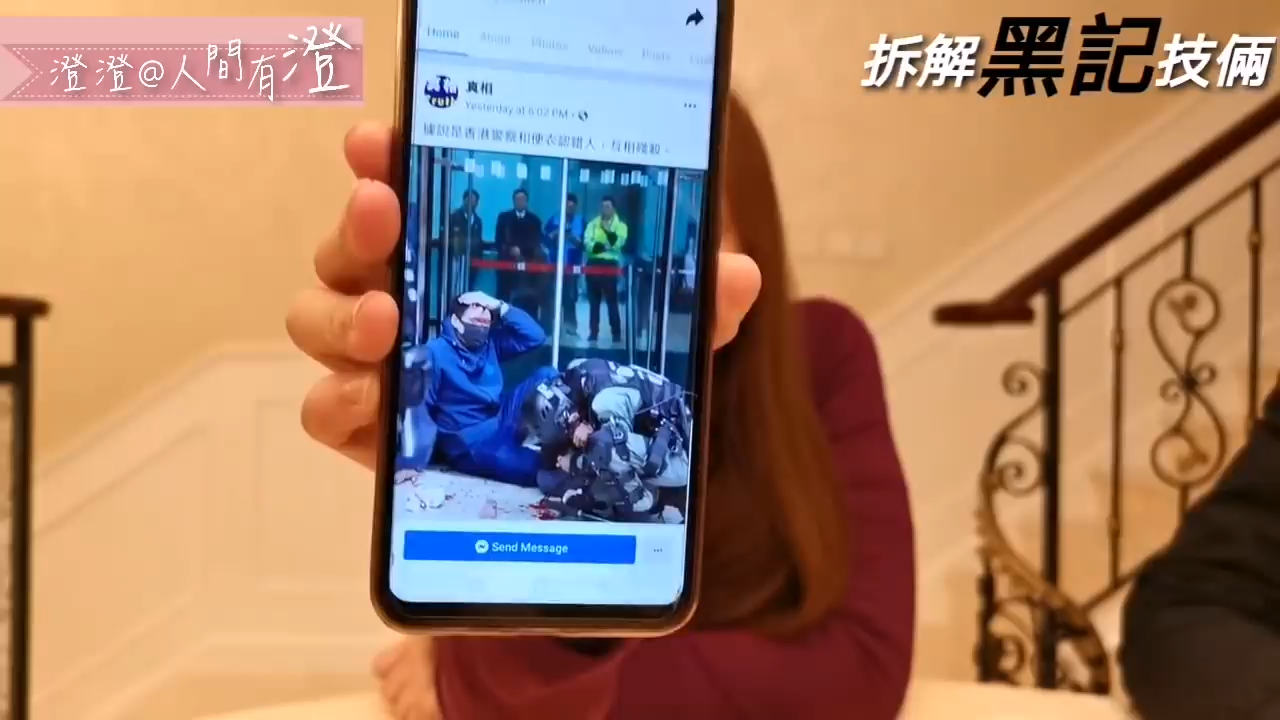 澄澄@人間有澄
拆解黑記技倆
Home About Photos Videos Posts
真相
Yesterday at 6:02 PM
據說是香港警察和便衣認錯人，互相殘殺。
Send Message